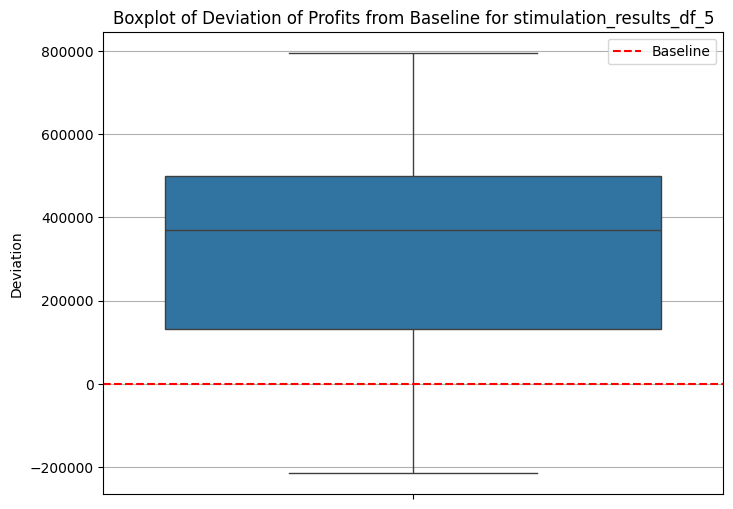 Boxplot of Deviation of Profits from Baseline for stimulation_results_df_5
Baseline
Deviation
800000
600000
400000
200000
0
−200000